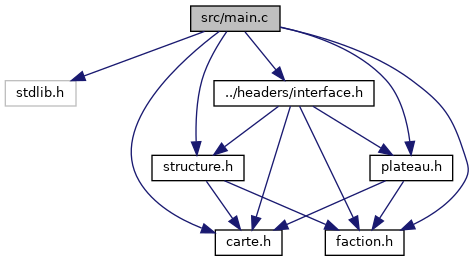 src/main.c
stdlib.h
../headers/interface.h
structure.h
plateau.h
carte.h
faction.h